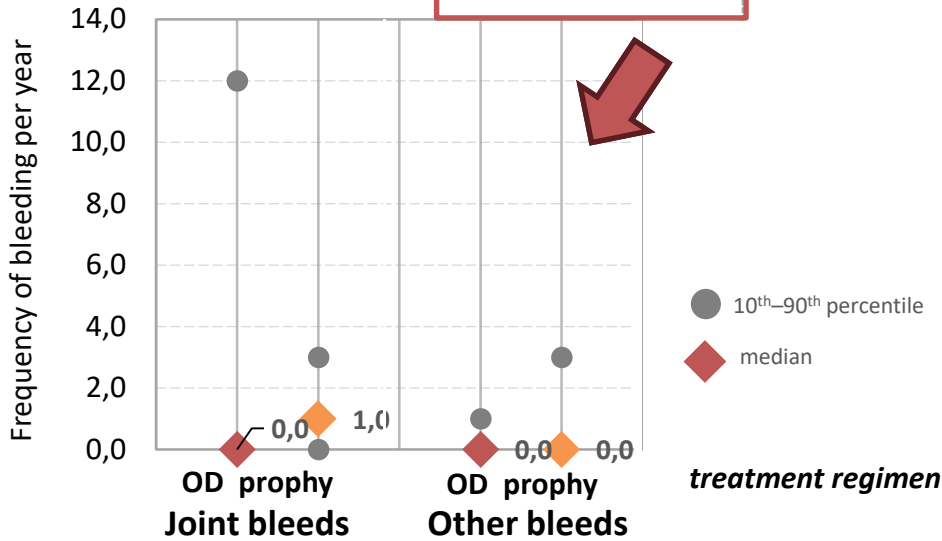 14,0
12,0
10,0
8,0
6,0
4,0
2,0
0,0
Frequency of bleeding per year
0,0
1,0
0,0
0,0
OD prophy
OD prophy
Joint bleeds
Other bleeds
10th–90th percentile
median
treatment regimen